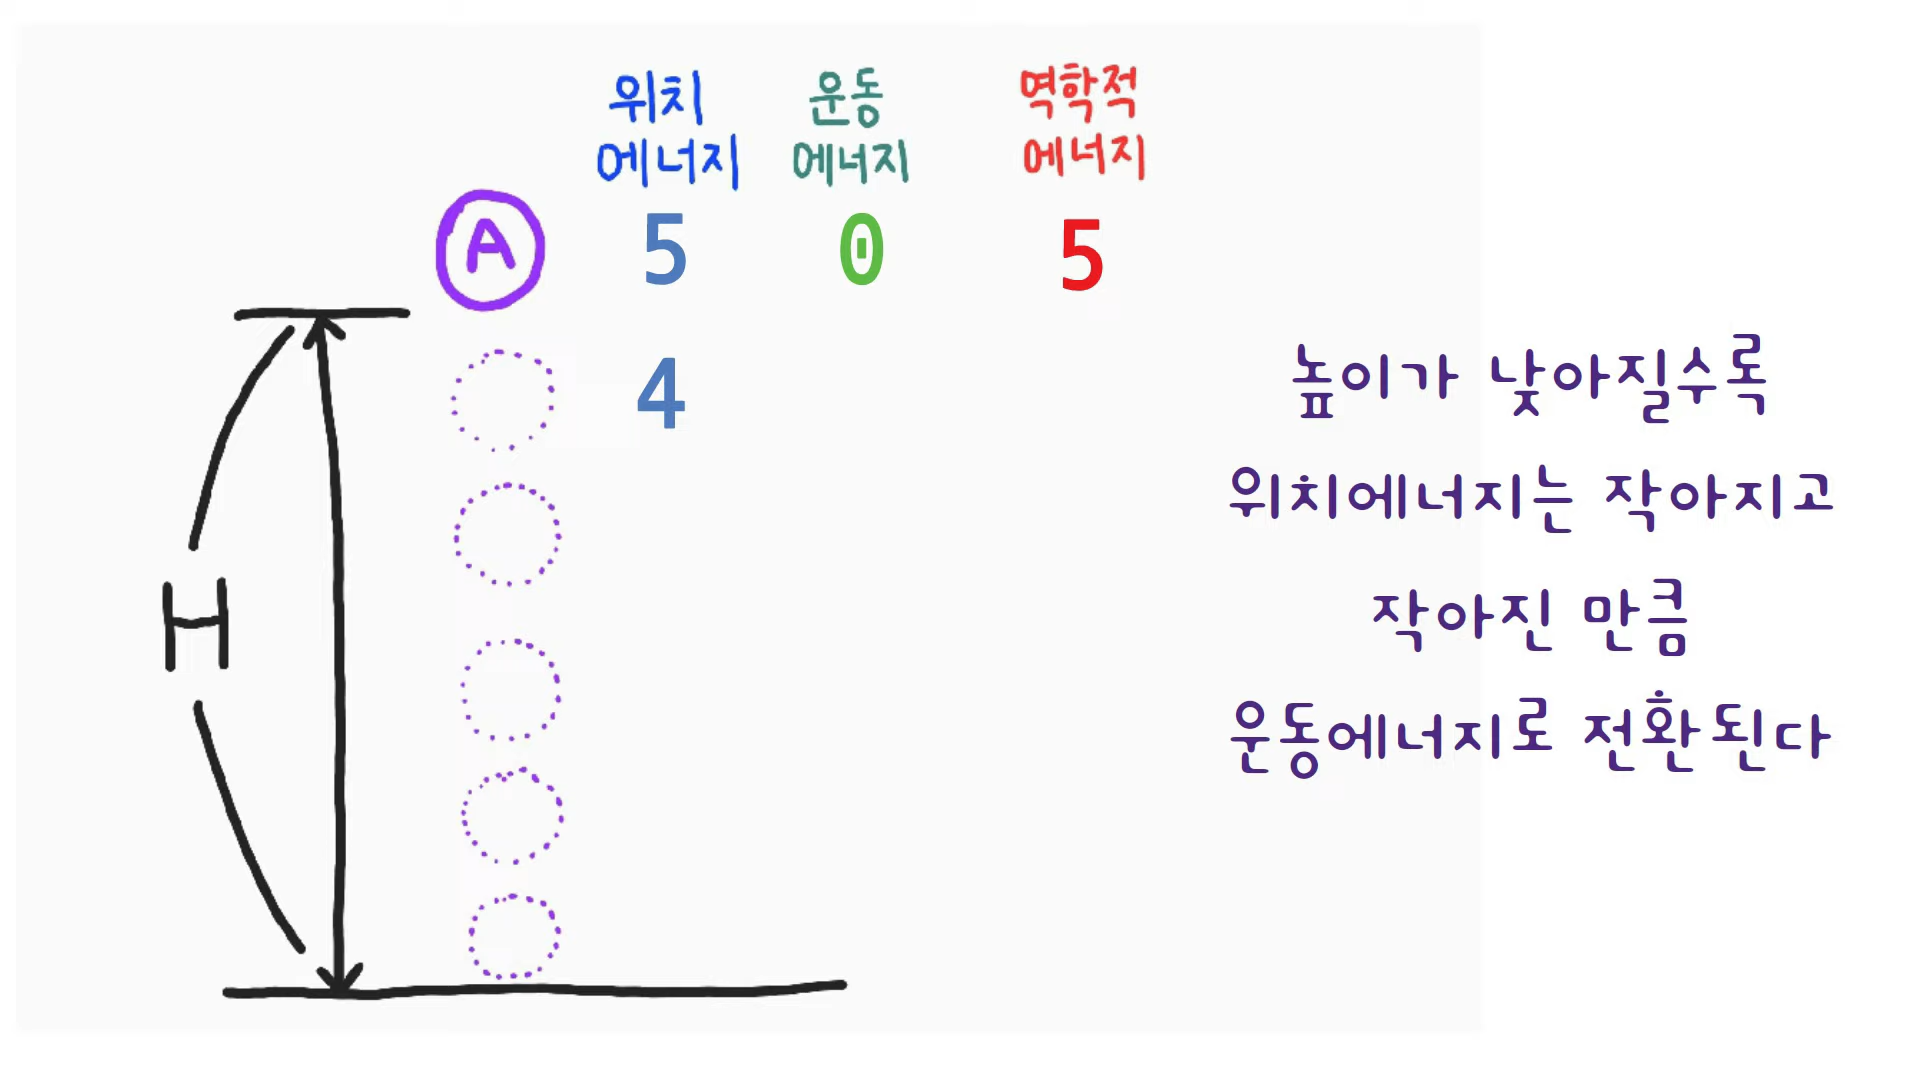 위치 운동 역학적
에너지 에너지 에너지
A 5 0 5
4
H
높이가 낮아질수록
위치에너지는 작아지고
작아진 만큼
운동에너지로 전환된다